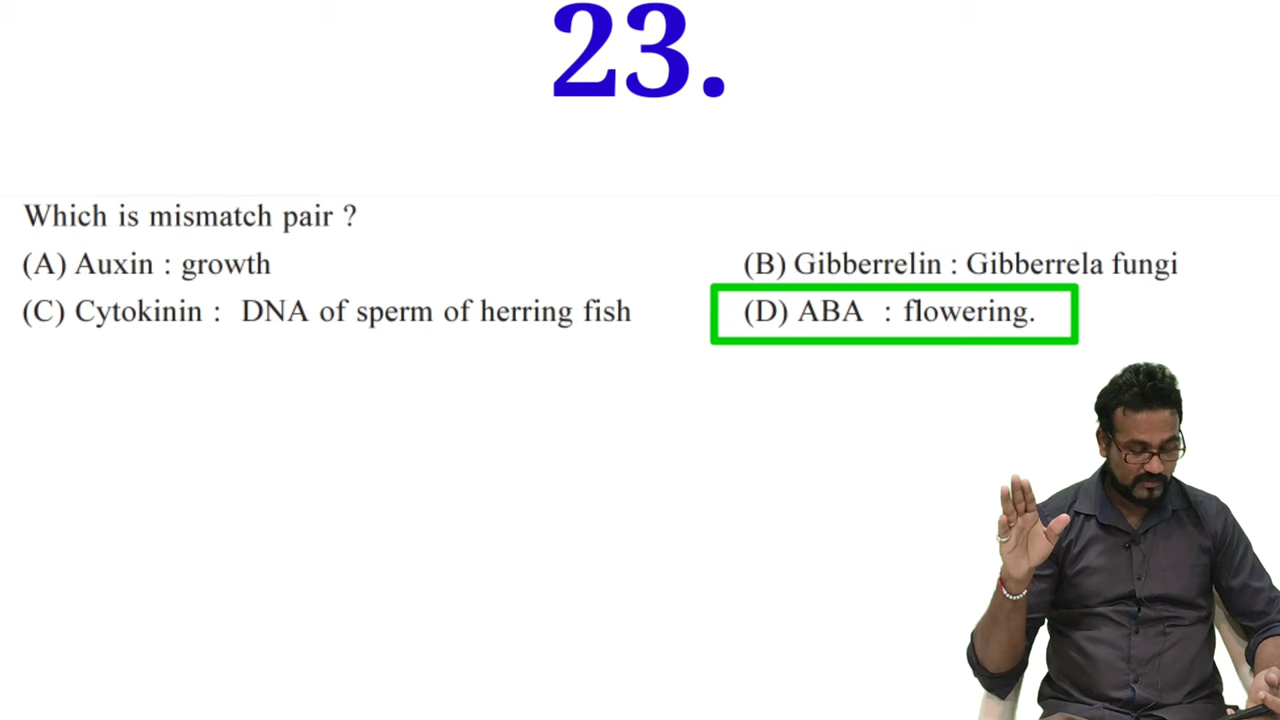 23.
Which is mismatch pair ?
(A) Auxin : growth
(B) Gibberrelin : Gibberrela fungi
(C) Cytokinin : DNA of sperm of herring fish
(D) ABA : flowering.